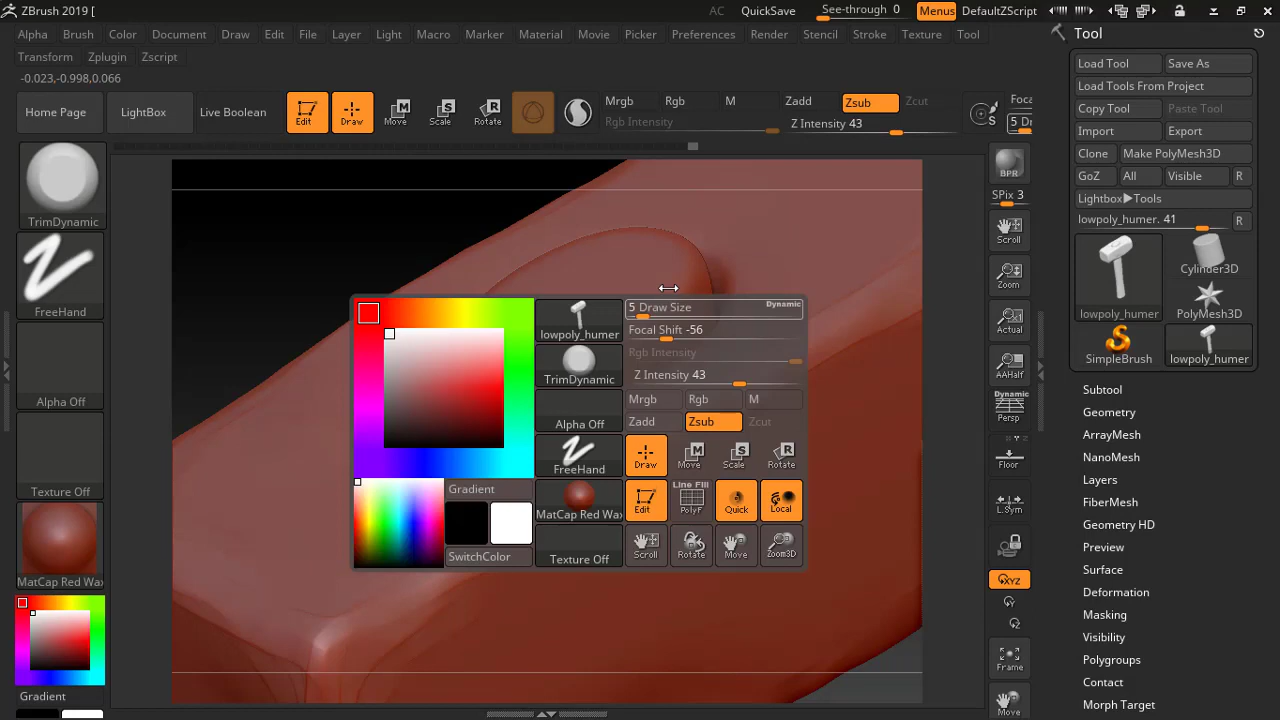 ZBrush 2019 [
AC
QuickSave
See-through 0
Menus
DefaultZScript
Alpha Brush Color Document Draw Edit File Layer Light Macro Marker Material Movie Picker Preferences Render Stencil Stroke Texture Tool
Transform Zplugin Zscript
-0.023,-0.998,0.066
Home Page
LightBox
Live Boolean
Edit
Draw
M
Move
S
Scale
R
Rotate
Mrgb Rgb M
Rgb Intensity
Zadd Zsub Zcut
Z Intensity 43
S
Foca
5 Dr
TrimDynamic
FreeHand
Alpha Off
Texture Off
MatCap Red Wax
Gradient
lowpoly_humer
TrimDynamic
Alpha Off
FreeHand
MatCap Red Wax
Texture Off
Gradient
SwitchColor
5 Draw Size
Dynamic
Focal Shift -56
Rgb Intensity
Z Intensity 43
Mrgb Rgb M
Zadd Zsub Zcut
Draw
M
Move
S
Scale
R
Rotate
Edit
Line Fill
PolyF
Quick
Local
Scroll
Rotate
Move
Zoom3D
BPR
SPix 3
Scroll
Zoom
Actual
AAHalf
Dynamic
Persp
Floor
L.Sym
XYZ
Y
Z
Frame
Move
Tool
Load Tool
Save As
Load Tools From Project
Copy Tool
Paste Tool
Import
Export
Clone
Make PolyMesh3D
GoZ
All
Visible
R
Lightbox▶Tools
lowpoly_humer. 41
R
lowpoly_humer
Cylinder3D
PolyMesh3D
SimpleBrush
lowpoly_humer
Subtool
Geometry
ArrayMesh
NanoMesh
Layers
FiberMesh
Geometry HD
Preview
Surface
Deformation
Masking
Visibility
Polygroups
Contact
Morph Target